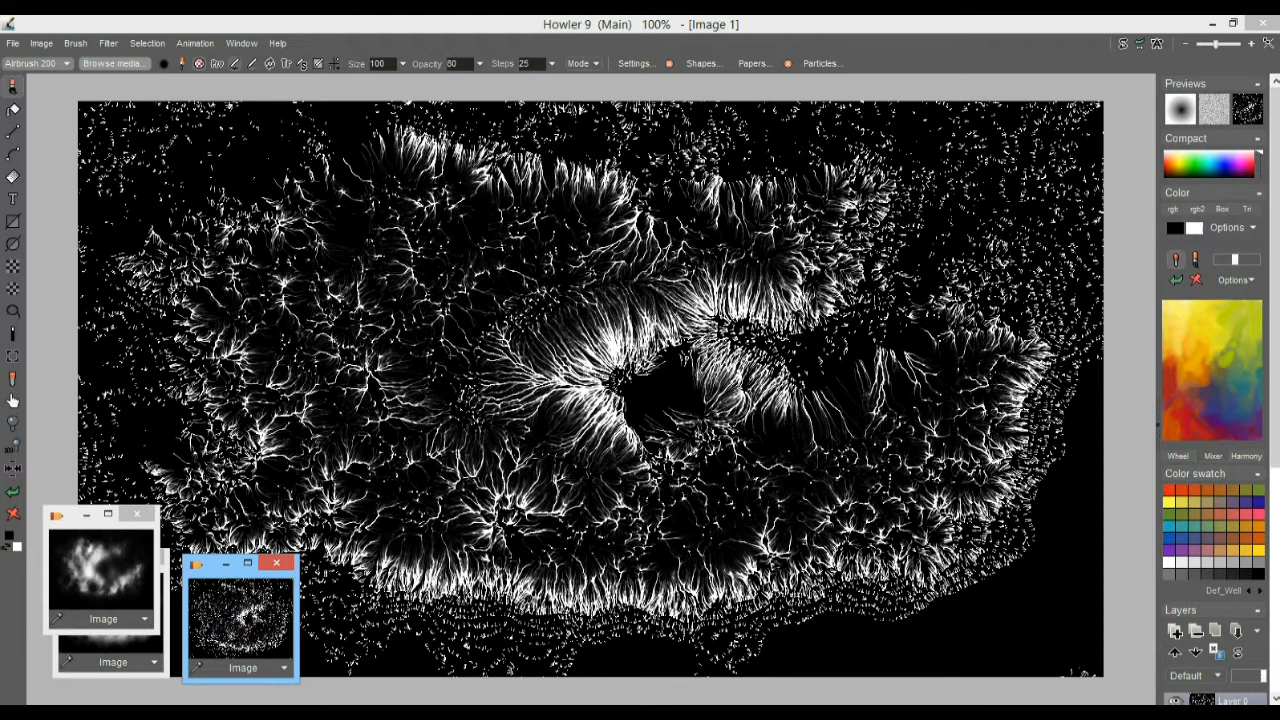 Howler 9 (Main) 100% - [Image 1]
File Image Brush Filter Selection Animation Window Help
Airbrush 200 Browse media... Size 100 Opacity 80 Steps 25 Mode Settings... Shapes... Papers... Particles...
Previews
Compact
Color
rgb rgb2 Box Tri
Options
Options
Wheel Mixer Harmony
Color swatch
Def_Well
Layers
Default
Layer 0
T
Image
Image
Image